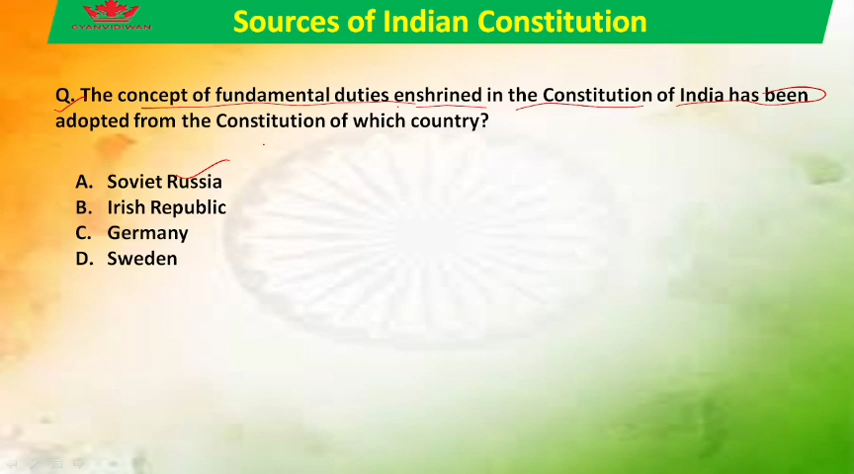 GYANVIDIWAN
Sources of Indian Constitution
Q. The concept of fundamental duties enshrined in the Constitution of India has been
adopted from the Constitution of which country?
A. Soviet Russia
B. Irish Republic
C. Germany
D. Sweden